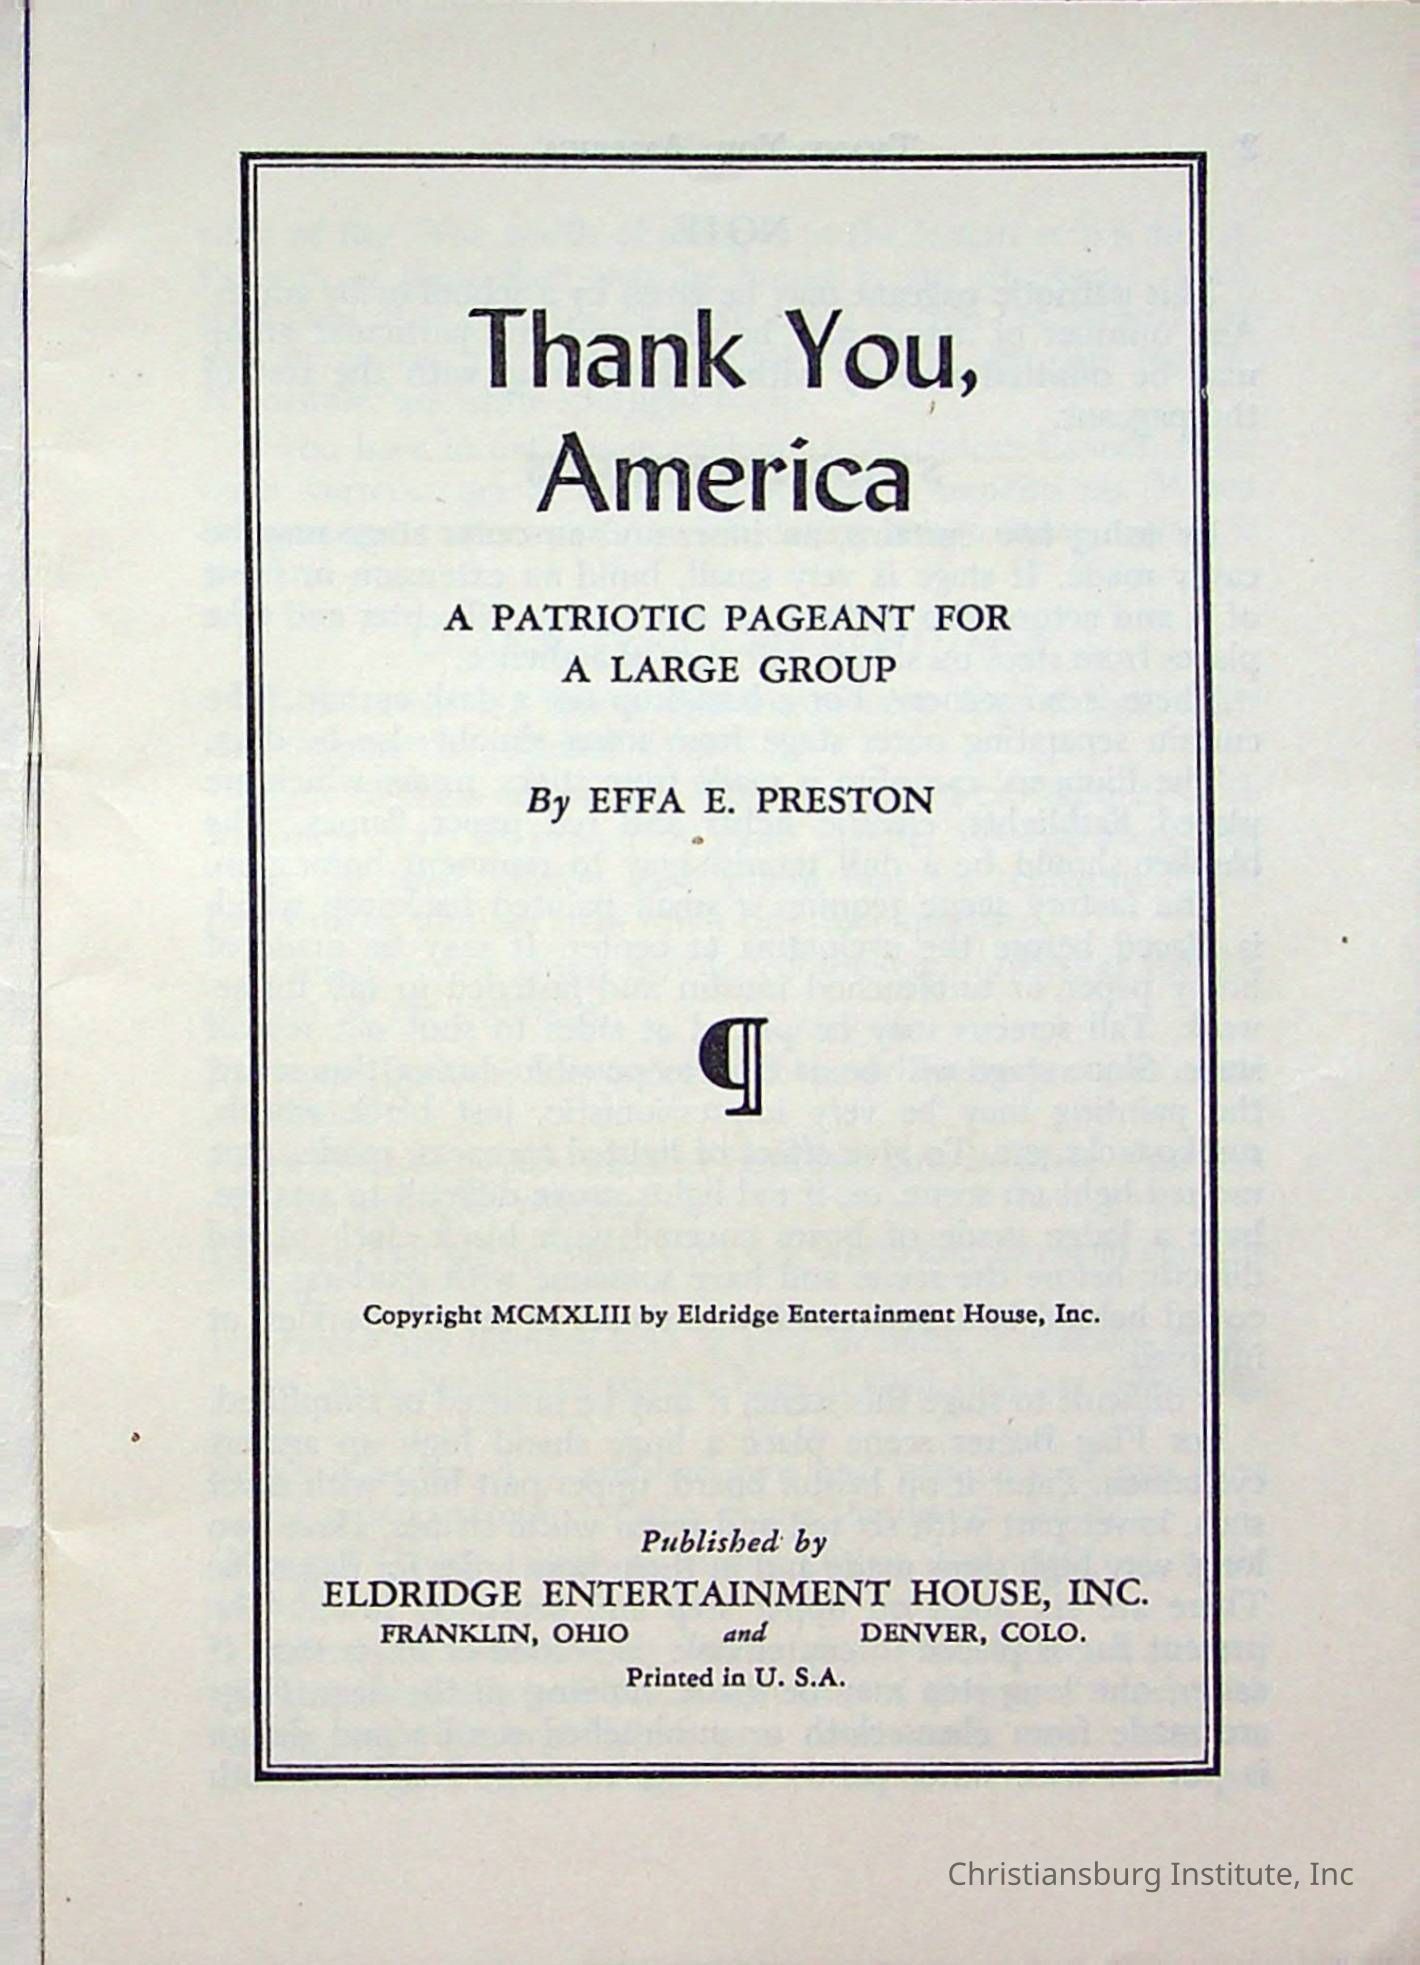 Thank You,
America
A PATRIOTIC PAGEANT FOR
A LARGE GROUP
By EFFA E. PRESTON
¶
Copyright MCMXLIII by Eldridge Entertainment House, Inc.
Published by
ELDRIDGE ENTERTAINMENT HOUSE, INC.
FRANKLIN, OHIO and DENVER, COLO.
Printed in U. S.A.
Christiansburg Institute, Inc